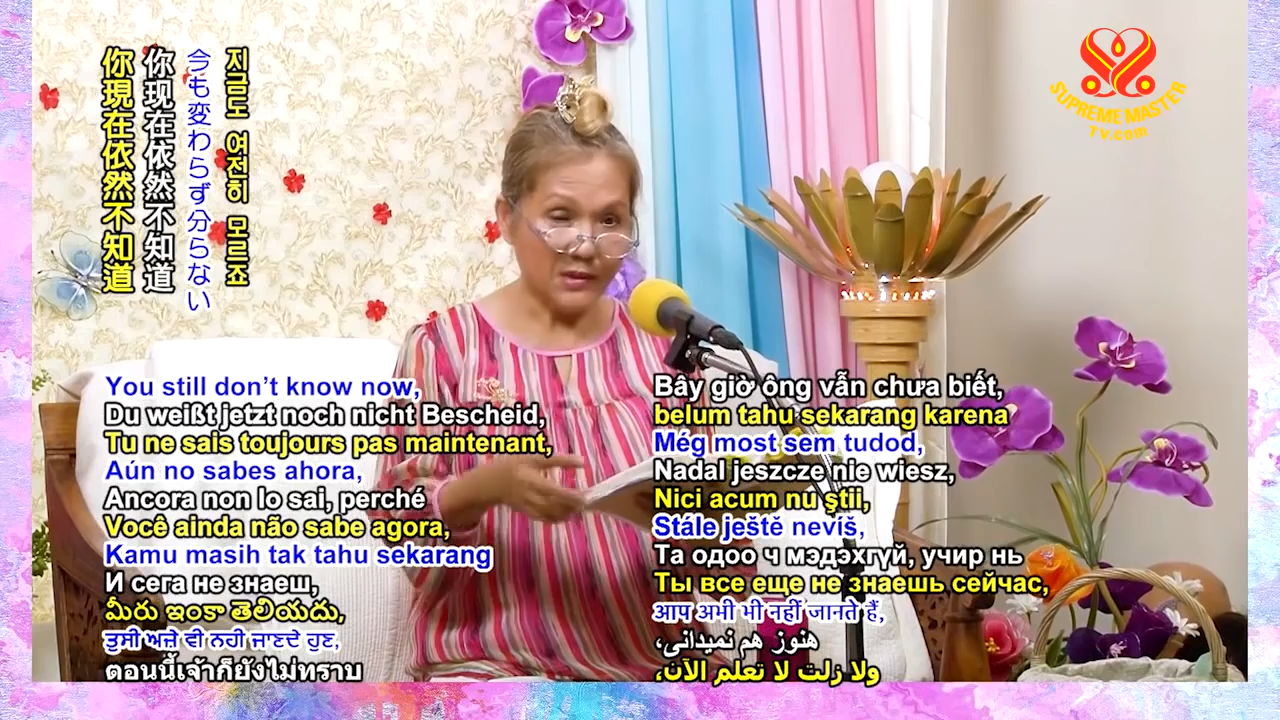 你現在依然不知道
你现在依然不知道
今も変わらず分らない
지금도 여전히 모르죠
SUPREME MASTER
TV.com
You still don’t know now,
Du weißt jetzt noch nicht Bescheid,
Tu ne sais toujours pas maintenant,
Aún no sabes ahora,
Ancora non lo sai, perché
Você ainda não sabe agora,
Kamu masih tak tahu sekarang
И сега не знаеш,
మీరు ఇంకా తెలియదు,
ਤੁਸੀ ਅਜੇ ਵੀ ਨਹੀ ਜਾਣਦੇ ਹੁਣ,
ตอนนี้เจ้าก็ยังไม่ทราบ
Bây giờ ông vẫn chưa biết,
belum tahu sekarang karena
Még most sem tudod,
Nadal jeszcze nie wiesz,
Nici acum nú ştii,
Stále ještě nevíš,
Та одоо ч мэдэхгүй, учир нь
Ты все еще не знаешь сейчас,
आप अभी भी नहीं जानते हैं,
هنوز هم نمیدانی،
ولا زلت لا تعلم الآن،